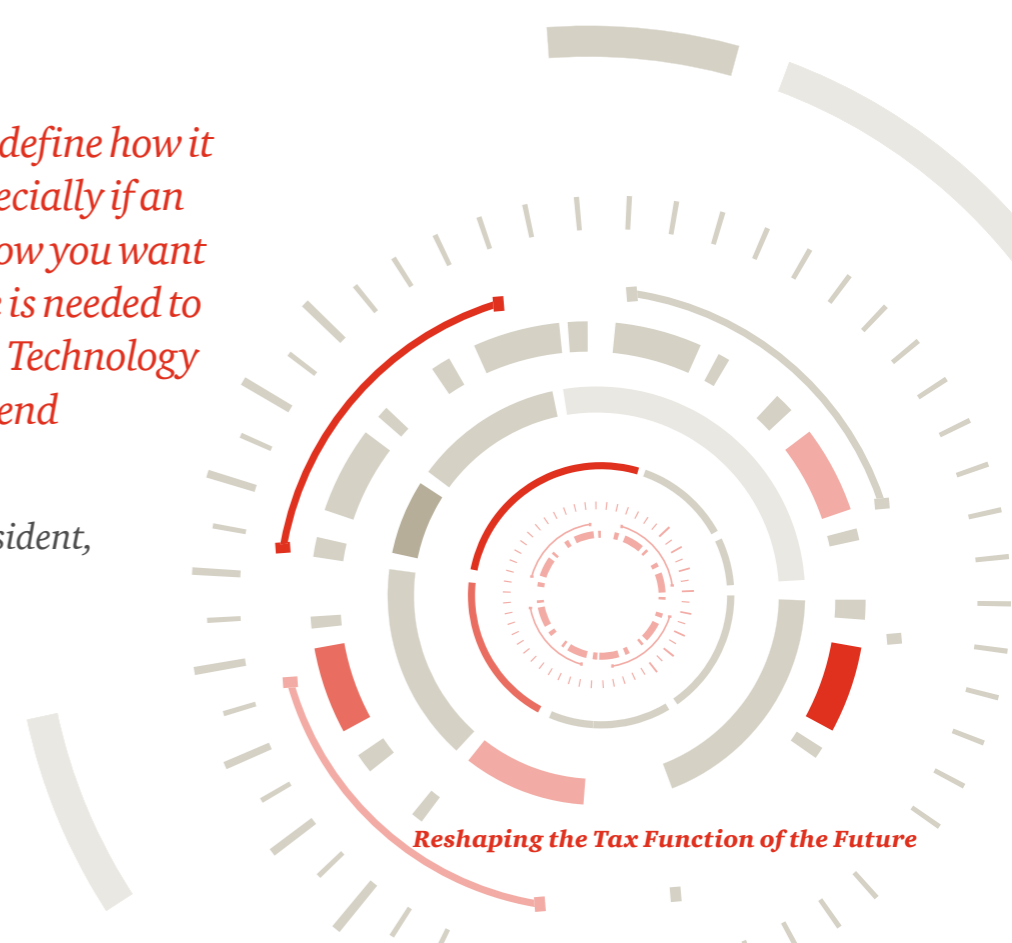 define how it
ecially if an
ow you want
is needed to
Technology
end
sident,
Reshaping the Tax Function of the Future